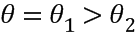 θ = θ₁ > θ₂